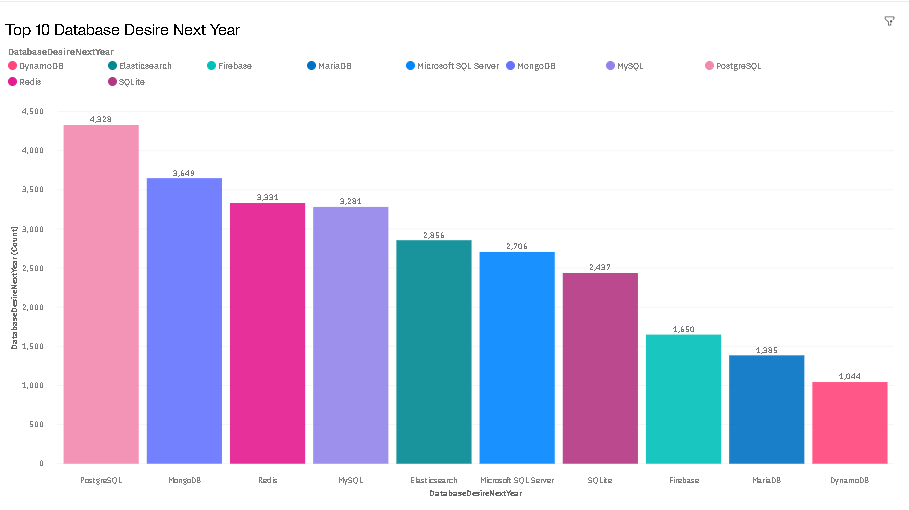 Top 10 Database Desire Next Year
DatabaseDesireNextYear
DynamoDB Elasticsearch Firebase MariaDB Microsoft SQL Server MongoDB MySQL PostgreSQL
Redis SQLite
4,500
4,000
3,500
3,000
2,500
2,000
1,500
1,000
500
0
DatabaseDesireNextYear (Count)
4,328
3,649
3,331
3,281
2,856
2,706
2,437
1,650
1,385
1,044
PostgreSQL MongoDB Redis MySQL Elasticsearch Microsoft SQL Server SQLite Firebase MariaDB DynamoDB
DatabaseDesireNextYear